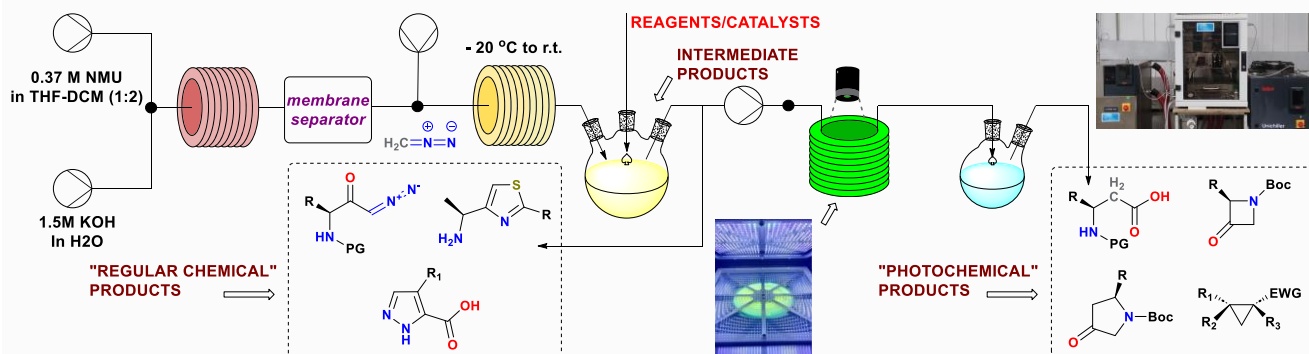 REAGENTS/CATALYSTS
- 20 °C to r.t.
INTERMEDIATE
PRODUCTS
0.37 M NMU
in THF-DCM (1:2)
membrane
separator
H2C=N=N
⊕ ⊖
1.5M KOH
In H2O
"REGULAR CHEMICAL"
PRODUCTS
O
R
N+
N-
HN
PG
S
N
R
H2N
R1
N
N
H
OH
O
"PHOTOCHEMICAL"
PRODUCTS
H2
R
OH
O
HN
PG
R
Boc
N
O
R
N
Boc
O
R1
EWG
R2
R3